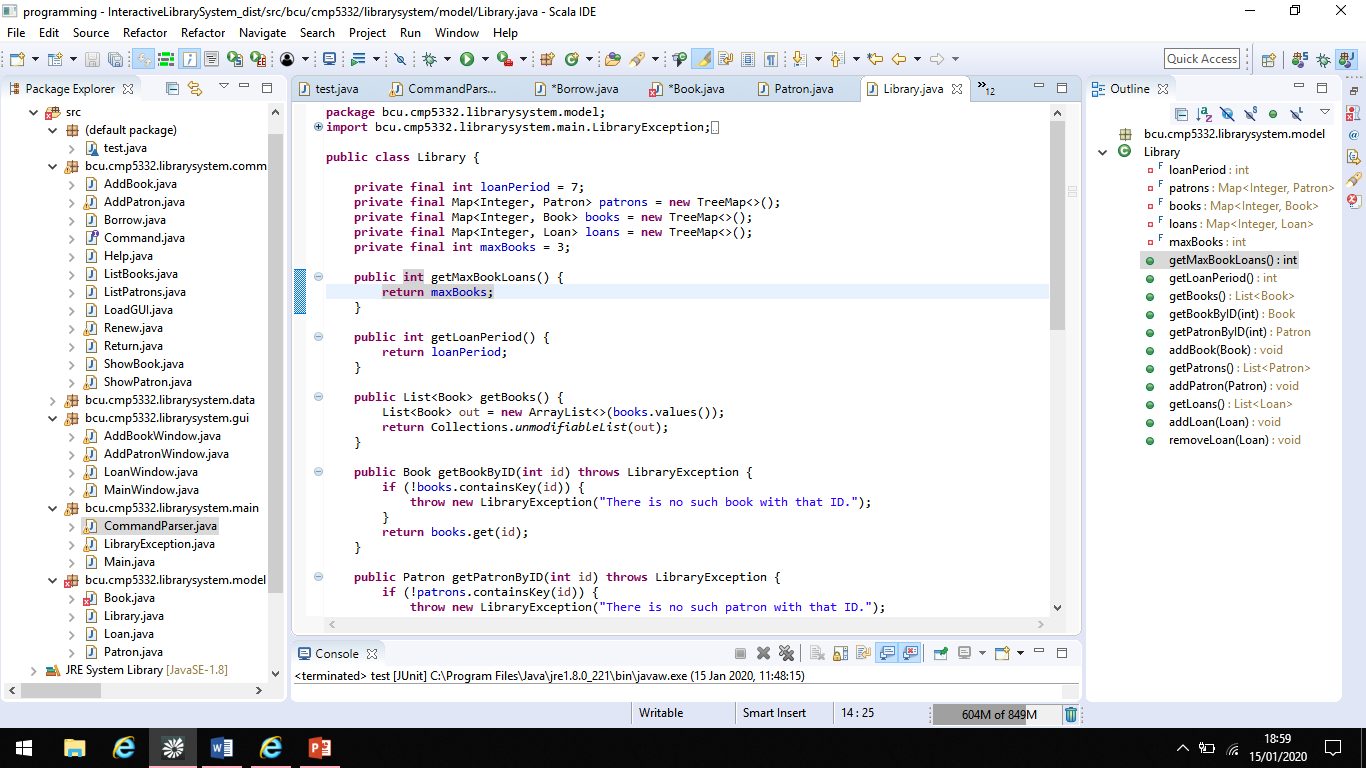 programming - InteractiveLibrarySystem_dist/src/bcu/cmp5332/librarysystem/model/Library.java - Scala IDE
File Edit Source Refactor Refactor Navigate Search Project Run Window Help
Quick Access
Package Explorer
src
(default package)
test.java
bcu.cmp5332.librarysystem.comm
AddBook.java
AddPatron.java
Borrow.java
Command.java
Help.java
ListBooks.java
ListPatrons.java
LoadGUI.java
Renew.java
Return.java
ShowBook.java
ShowPatron.java
bcu.cmp5332.librarysystem.data
bcu.cmp5332.librarysystem.gui
AddBookWindow.java
AddPatronWindow.java
LoanWindow.java
MainWindow.java
bcu.cmp5332.librarysystem.main
CommandParser.java
LibraryException.java
Main.java
bcu.cmp5332.librarysystem.model
Book.java
Library.java
Loan.java
Patron.java
JRE System Library [JavaSE-1.8]
test.java CommandPars... *Borrow.java *Book.java Patron.java Library.java »12
package bcu.cmp5332.librarysystem.model;
import bcu.cmp5332.librarysystem.main.LibraryException;
public class Library {
private final int loanPeriod = 7;
private final Map<Integer, Patron> patrons = new TreeMap<>();
private final Map<Integer, Book> books = new TreeMap<>();
private final Map<Integer, Loan> loans = new TreeMap<>();
private final int maxBooks = 3;
public int getMaxBookLoans() {
return maxBooks;
}
public int getLoanPeriod() {
return loanPeriod;
}
public List<Book> getBooks() {
List<Book> out = new ArrayList<>(books.values());
return Collections.unmodifiableList(out);
}
public Book getBookByID(int id) throws LibraryException {
if (!books.containsKey(id)) {
throw new LibraryException("There is no such book with that ID.");
}
return books.get(id);
}
public Patron getPatronByID(int id) throws LibraryException {
if (!patrons.containsKey(id)) {
throw new LibraryException("There is no such patron with that ID.");
Console
<terminated> test [JUnit] C:\Program Files\Java\jre1.8.0_221\bin\javaw.exe (15 Jan 2020, 11:48:15)
Outline
bcu.cmp5332.librarysystem.model
Library
loanPeriod : int
patrons : Map<Integer, Patron>
books : Map<Integer, Book>
loans : Map<Integer, Loan>
maxBooks : int
getMaxBookLoans() : int
getLoanPeriod() : int
getBooks() : List<Book>
getBookByID(int) : Book
getPatronByID(int) : Patron
addBook(Book) : void
getPatrons() : List<Patron>
addPatron(Patron) : void
getLoans() : List<Loan>
addLoan(Loan) : void
removeLoan(Loan) : void
Writable Smart Insert 14 : 25 604M of 849M
18:59
15/01/2020